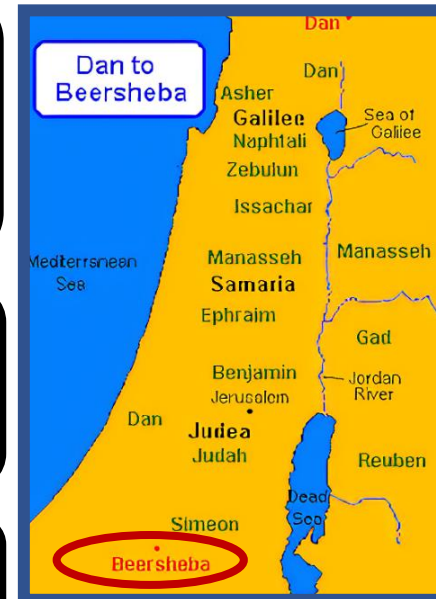 Dan
Dan to
Beersheba
Dan
Asher
Galilee
Sea of
Galilee
Naphtali
Zebulun
Issachar
Mediterranean
Sea
Manasseh
Manasseh
Samaria
Ephraim
Gad
Benjamin
Jerusalem
Jordan
River
Dan
Judea
Judah
Reuben
Dead
Sea
Simeon
Beersheba